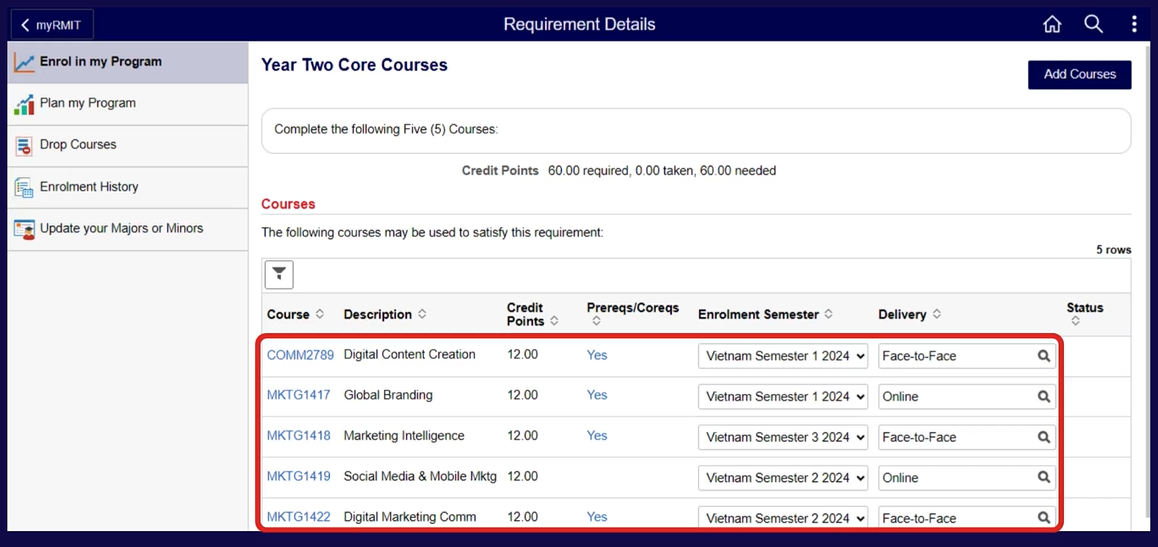 myRMIT
Requirement Details
Enrol in my Program
Plan my Program
Drop Courses
Enrolment History
Update your Majors or Minors
Year Two Core Courses
Add Courses
Complete the following Five (5) Courses:
Credit Points 60.00 required, 0.00 taken, 60.00 needed
Courses
The following courses may be used to satisfy this requirement:
5 rows
Course Description Credit Points Prereqs/Coreqs Enrolment Semester Delivery Status
COMM2789 Digital Content Creation 12.00 Yes Vietnam Semester 1 2024 Face-to-Face
MKTG1417 Global Branding 12.00 Yes Vietnam Semester 1 2024 Online
MKTG1418 Marketing Intelligence 12.00 Yes Vietnam Semester 3 2024 Face-to-Face
MKTG1419 Social Media & Mobile Mktg 12.00 Vietnam Semester 2 2024 Online
MKTG1422 Digital Marketing Comm 12.00 Yes Vietnam Semester 2 2024 Face-to-Face